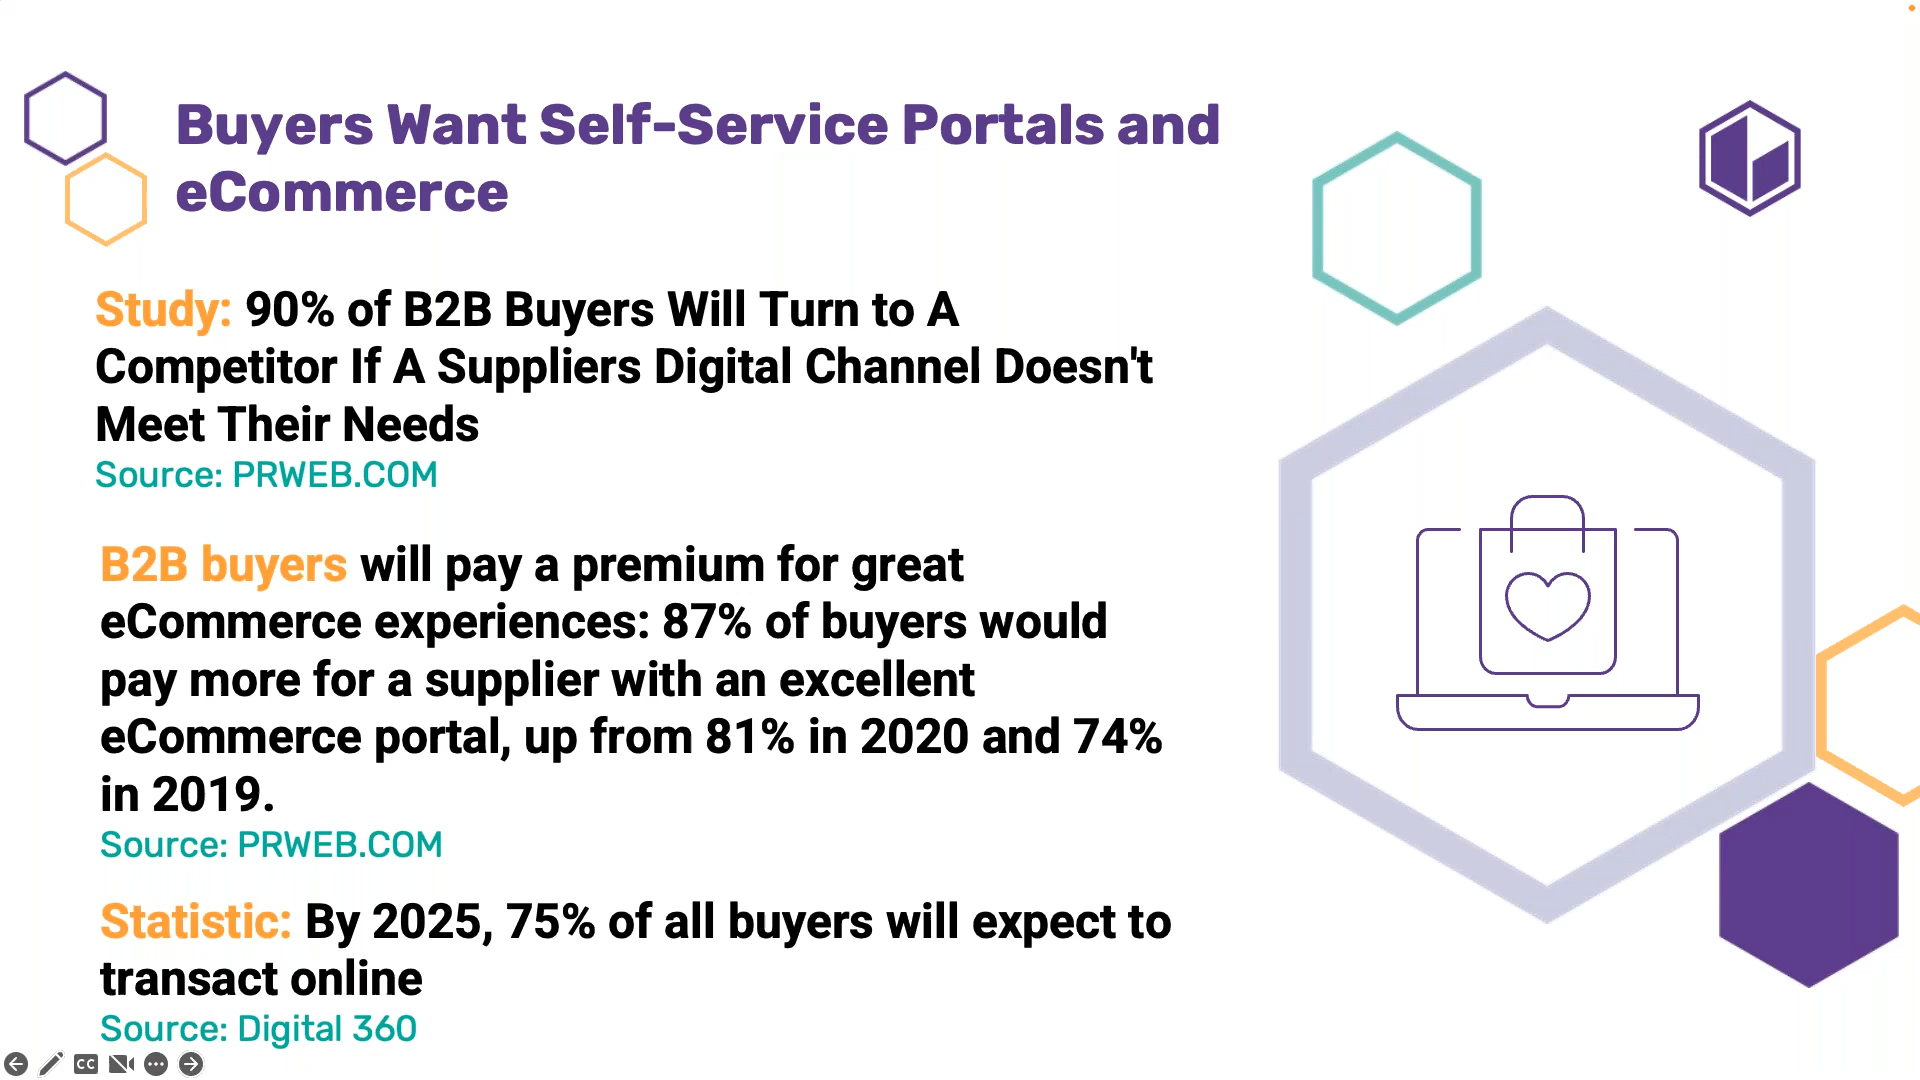 Buyers Want Self-Service Portals and
eCommerce
Study: 90% of B2B Buyers Will Turn to A
Competitor If A Suppliers Digital Channel Doesn't
Meet Their Needs
Source: PRWEB.COM
B2B buyers will pay a premium for great
eCommerce experiences: 87% of buyers would
pay more for a supplier with an excellent
eCommerce portal, up from 81% in 2020 and 74%
in 2019.
Source: PRWEB.COM
Statistic: By 2025, 75% of all buyers will expect to
transact online
Source: Digital 360
CC